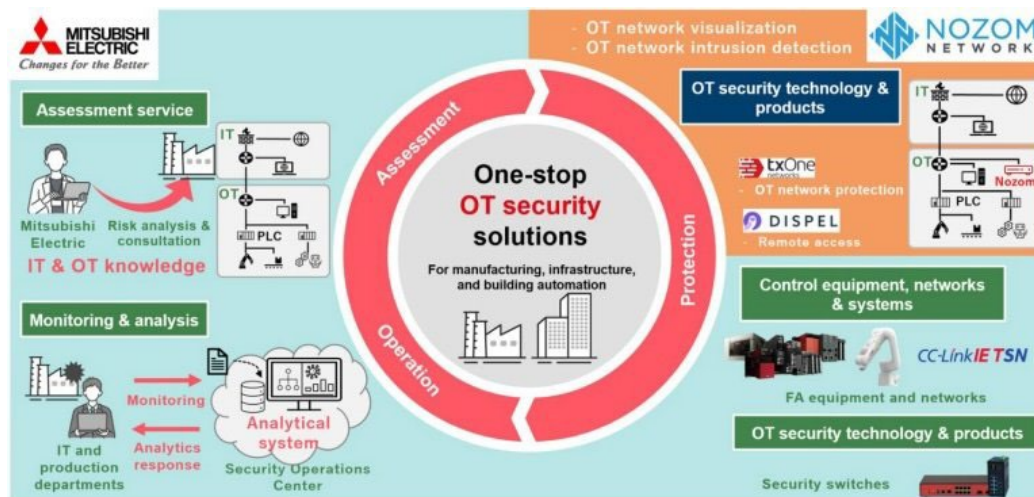 MITSUBISHI
ELECTRIC
Changes for the Better
- OT network visualization
- OT network intrusion detection
NOZOM
NETWORK
Assessment service
IT
OT
PLC
Mitsubishi
Electric
Risk analysis &
consultation
IT & OT knowledge
Monitoring & analysis
Monitoring
Analytics
response
IT and
production
departments
Analytical
system
Security Operations
Center
Assessment
Protection
Operation
One-stop
OT security
solutions
For manufacturing, infrastructure,
and building automation
OT security technology &
products
txOne
networks
- OT network protection
DISPEL
- Remote access
IT
OT
Nozom
PLC
Control equipment, networks
& systems
CC-Link IE TSN
FA equipment and networks
OT security technology & products
Security switches